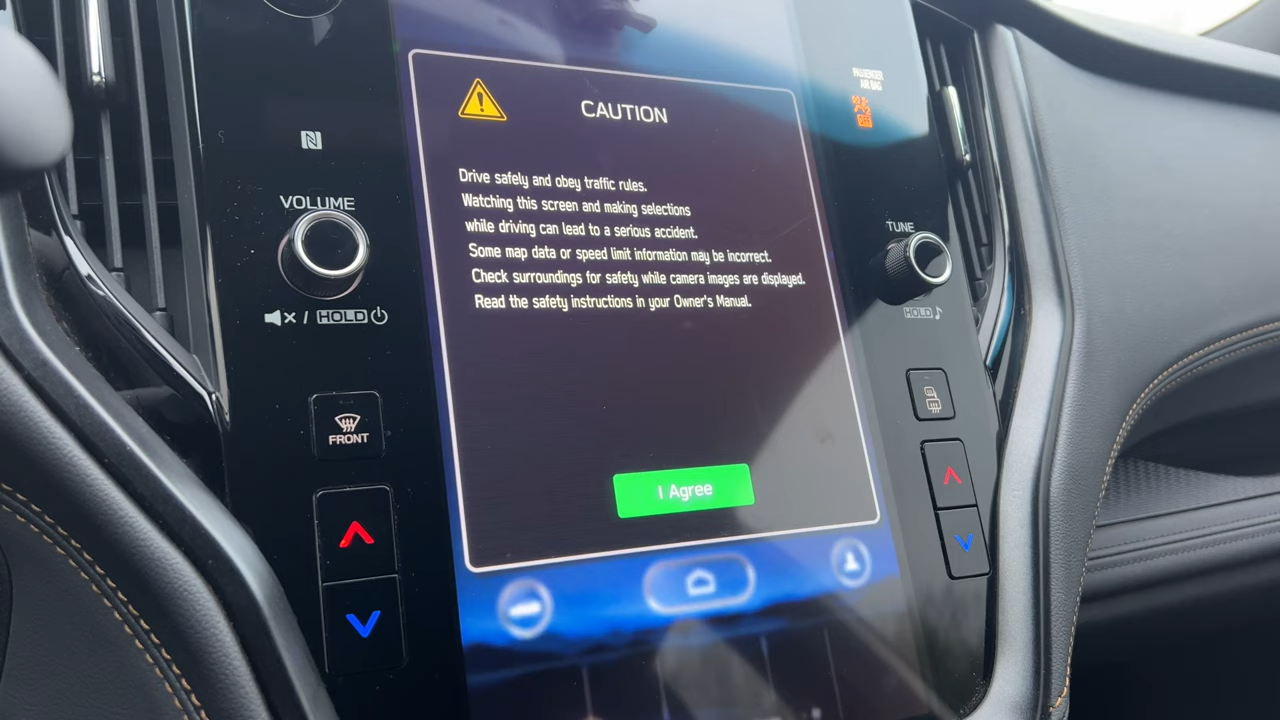 PASSENGER
AIR BAG
OFF
CAUTION
VOLUME
Drive safely and obey traffic rules.
Watching this screen and making selections
while driving can lead to a serious accident.
Some map data or speed limit information may be incorrect.
Check surroundings for safety while camera images are displayed.
Read the safety instructions in your Owner's Manual.
TUNE
/ HOLD
HOLD
FRONT
I Agree